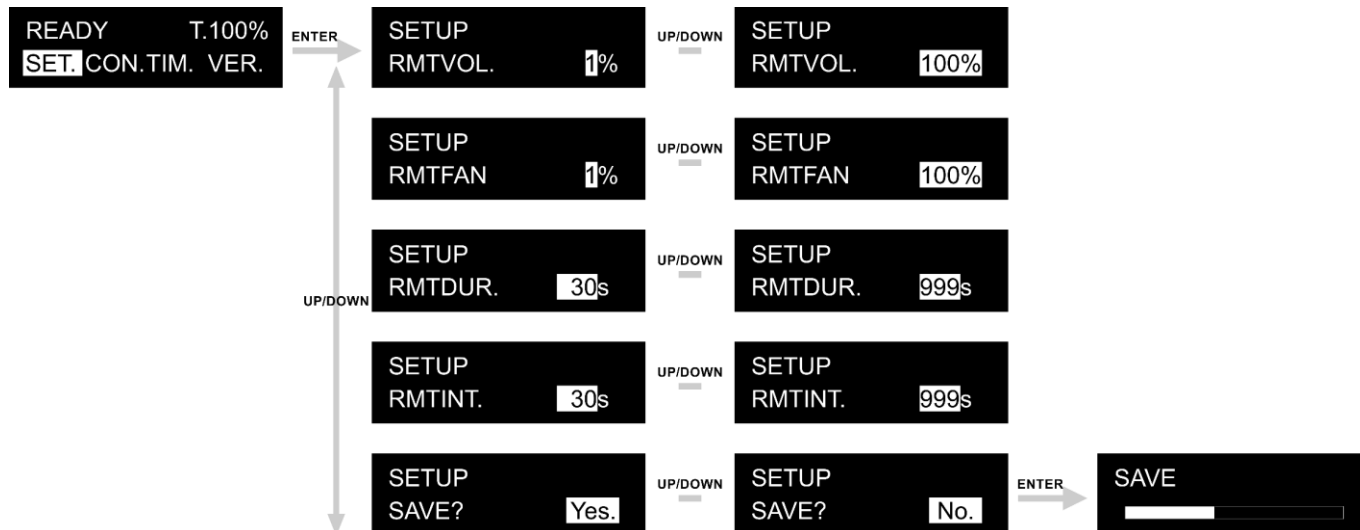 READY T.100%
SET. CON.TIM. VER.
ENTER
SETUP
RMTVOL. 1%
UP/DOWN
SETUP
RMTVOL. 100%
SETUP
RMTFAN 1%
UP/DOWN
SETUP
RMTFAN 100%
UP/DOWN
SETUP
RMTDUR. 30s
UP/DOWN
SETUP
RMTDUR. 999s
SETUP
RMTINT. 30s
UP/DOWN
SETUP
RMTINT. 999s
SETUP
SAVE? Yes.
UP/DOWN
SETUP
SAVE? No.
ENTER
SAVE